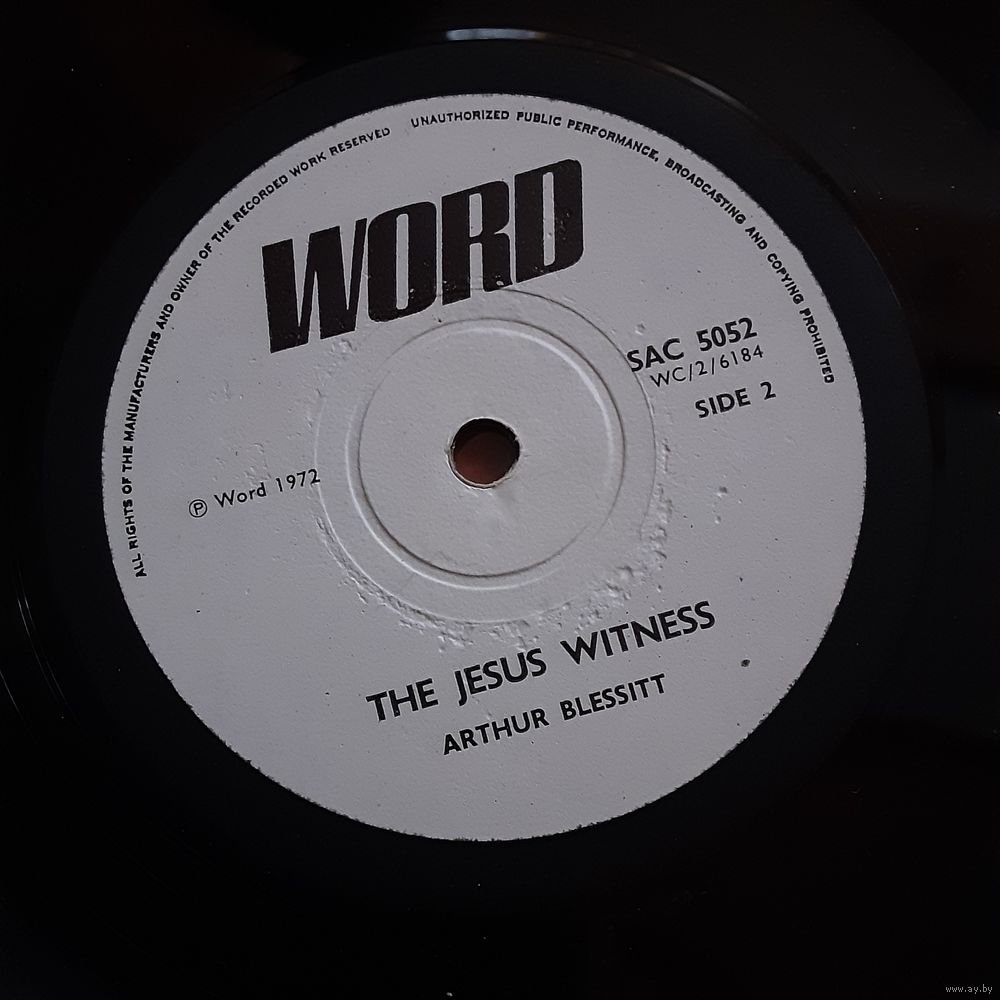 ALL RIGHTS OF THE MANUFACTURERS AND OWNER OF THE RECORDED WORK RESERVED UNAUTHORIZED PUBLIC PERFORMANCE, BROADCASTING AND COPYING PROHIBITED
WORD
SAC 5052
WC/2/6184
SIDE 2
Ⓟ Word 1972
THE JESUS WITNESS
ARTHUR BLESSITT
www.ay.by